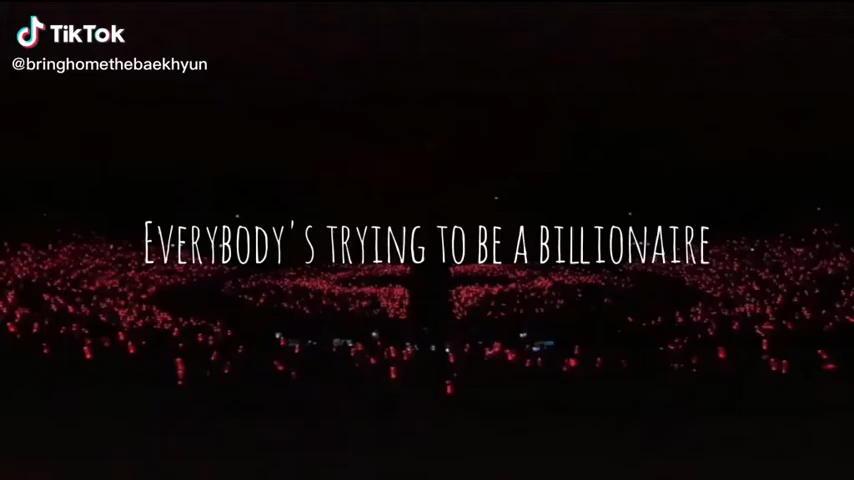 TikTok
@bringhomethebaekhyun
EVERYBODY'S TRYING TO BE A BILLIONAIRE